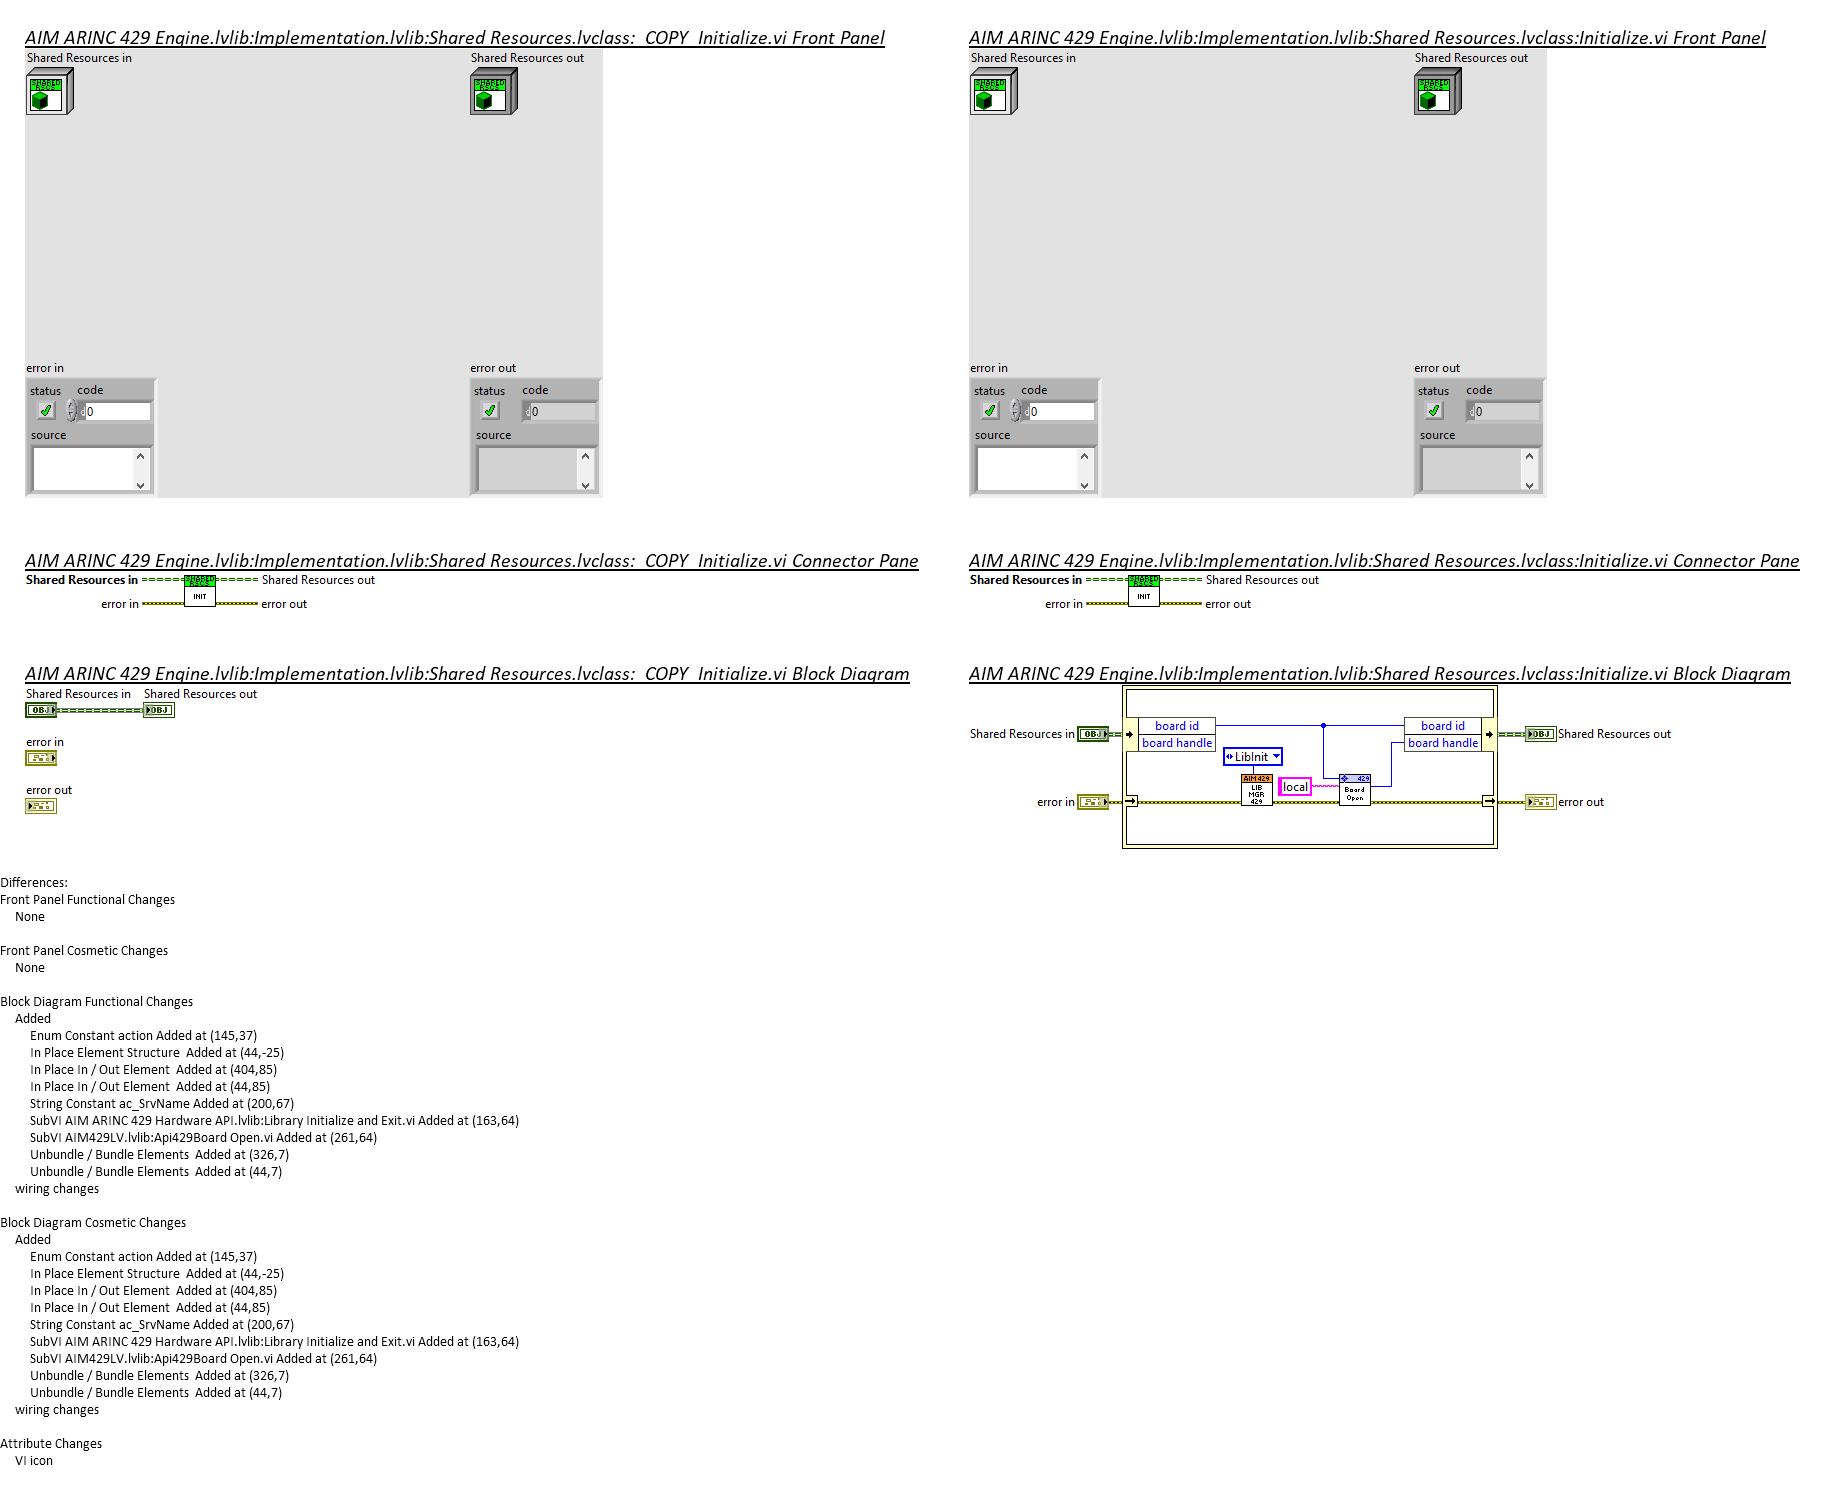 AIM ARINC 429 Engine.lvlib:Implementation.lvlib:Shared Resources.lvclass:_COPY_Initialize.vi Front Panel
Shared Resources in
Shared Resources out
SHARED
error in
error out
status
code
0
source
status
code
0
source
AIM ARINC 429 Engine.lvlib:Implementation.lvlib:Shared Resources.lvclass:Initialize.vi Front Panel
Shared Resources in
Shared Resources out
SHARED
error in
error out
status
code
0
source
status
code
0
source
AIM ARINC 429 Engine.lvlib:Implementation.lvlib:Shared Resources.lvclass:_COPY_Initialize.vi Connector Pane
Shared Resources in
SHARED
INIT
Shared Resources out
error in
error out
AIM ARINC 429 Engine.lvlib:Implementation.lvlib:Shared Resources.lvclass:Initialize.vi Connector Pane
Shared Resources in
SHARED
INIT
Shared Resources out
error in
error out
AIM ARINC 429 Engine.lvlib:Implementation.lvlib:Shared Resources.lvclass:_COPY_Initialize.vi Block Diagram
Shared Resources in
Shared Resources out
OBJ
OBJ
error in
error out
AIM ARINC 429 Engine.lvlib:Implementation.lvlib:Shared Resources.lvclass:Initialize.vi Block Diagram
Shared Resources in
OBJ
board id
board handle
LibInit
AIM429
LIB
MGR
429
local
429
Board
Open
board id
board handle
OBJ
Shared Resources out
error in
error out
Differences:
Front Panel Functional Changes
None
Front Panel Cosmetic Changes
None
Block Diagram Functional Changes
Added
Enum Constant action Added at (145,37)
In Place Element Structure  Added at (44,-25)
In Place In / Out Element  Added at (404,85)
In Place In / Out Element  Added at (44,85)
String Constant ac_SrvName Added at (200,67)
SubVI AIM ARINC 429 Hardware API.lvlib:Library Initialize and Exit.vi Added at (163,64)
SubVI AIM429LV.lvlib:Api429Board Open.vi Added at (261,64)
Unbundle / Bundle Elements  Added at (326,7)
Unbundle / Bundle Elements  Added at (44,7)
wiring changes
Block Diagram Cosmetic Changes
Added
Enum Constant action Added at (145,37)
In Place Element Structure  Added at (44,-25)
In Place In / Out Element  Added at (404,85)
In Place In / Out Element  Added at (44,85)
String Constant ac_SrvName Added at (200,67)
SubVI AIM ARINC 429 Hardware API.lvlib:Library Initialize and Exit.vi Added at (163,64)
SubVI AIM429LV.lvlib:Api429Board Open.vi Added at (261,64)
Unbundle / Bundle Elements  Added at (326,7)
Unbundle / Bundle Elements  Added at (44,7)
wiring changes
Attribute Changes
VI icon